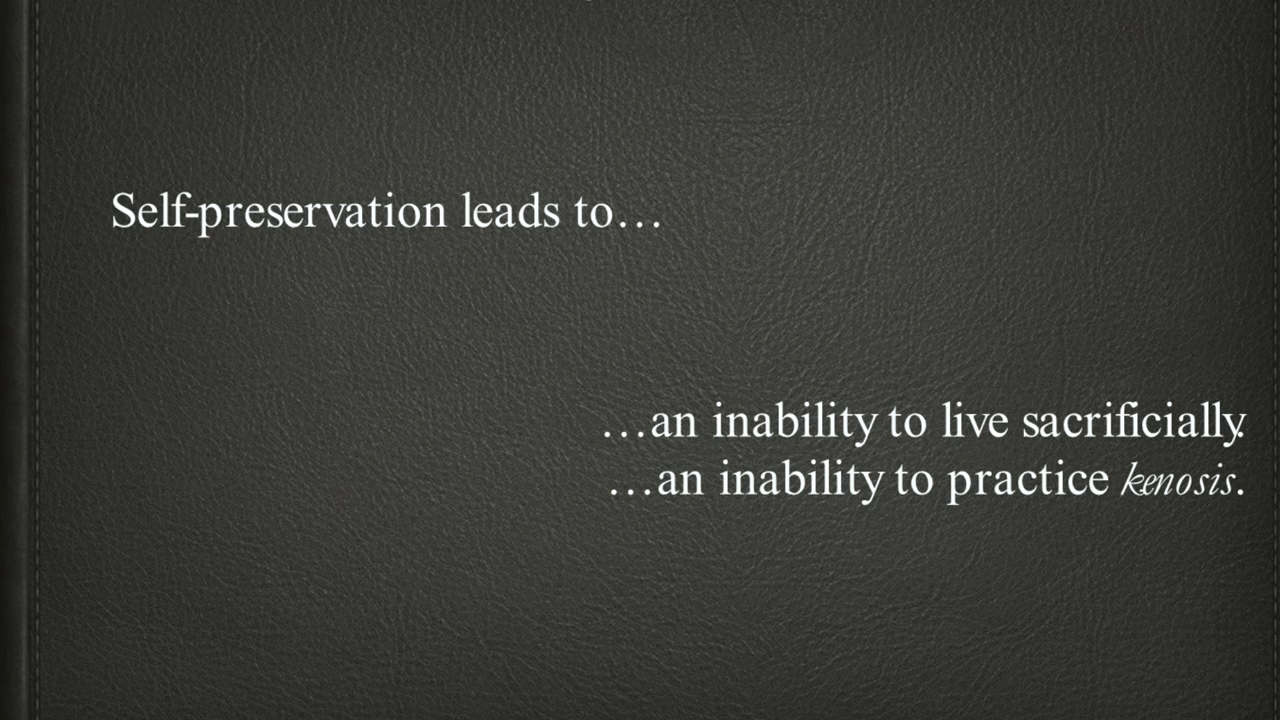 Self-preservation leads to…
…an inability to live sacrificially.
…an inability to practice kenosis.